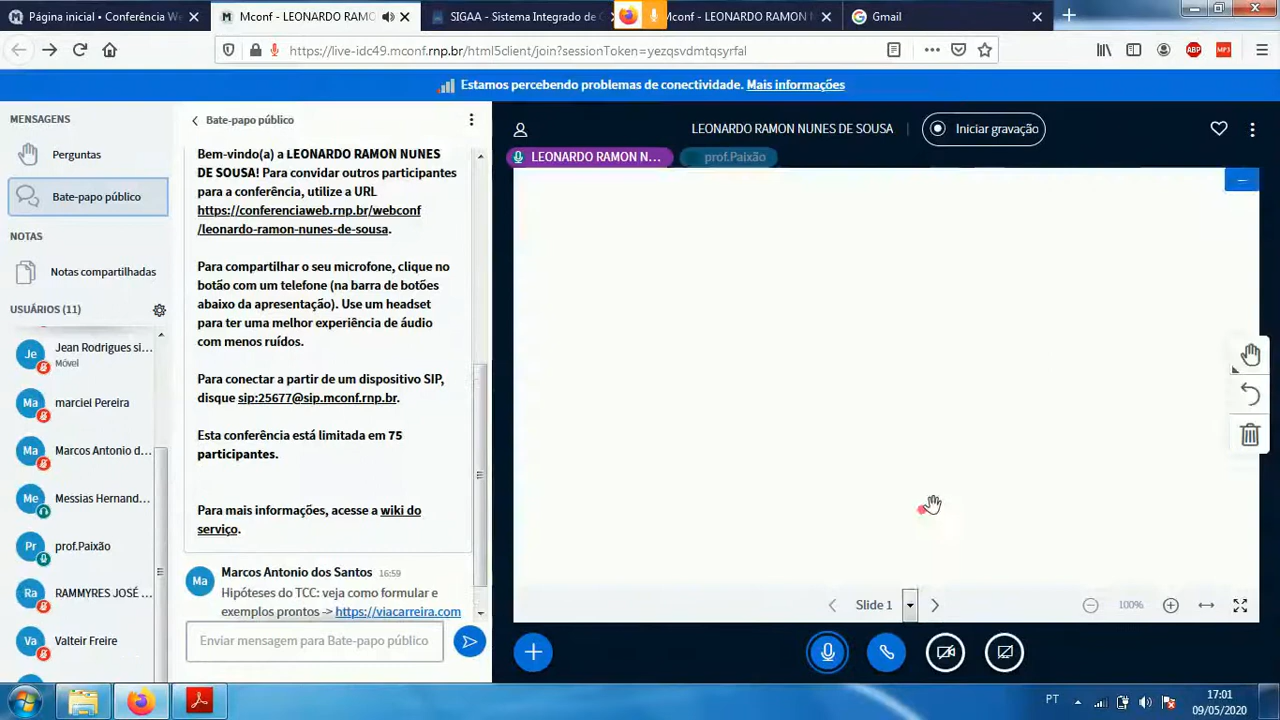 Página inicial • Conferência We
Mconf - LEONARDO RAMO
SIGAA - Sistema Integrado de
Mconf - LEONARDO RAMON
Gmail
https://live-idc49.mconf.rnp.br/html5client/join?sessionToken=yezqsvdmtqsyrfal
ABP
MP3
Estamos percebendo problemas de conectividade. Mais informações
MENSAGENS
Perguntas
Bate-papo público
NOTAS
Notas compartilhadas
USUÁRIOS (11)
Je
Jean Rodrigues si...
Móvel
Ma
marciel Pereira
Ma
Marcos Antonio d...
Me
Messias Hernand...
Pr
prof.Paixão
Ra
RAMMYRES JOSÉ ...
Va
Valteir Freire
Bate-papo público
Bem-vindo(a) a LEONARDO RAMON NUNES
DE SOUSA! Para convidar outros participantes
para a conferência, utilize a URL
https://conferenciaweb.rnp.br/webconf
/leonardo-ramon-nunes-de-sousa.
Para compartilhar o seu microfone, clique no
botão com um telefone (na barra de botões
abaixo da apresentação). Use um headset
para ter uma melhor experiência de áudio
com menos ruídos.
Para conectar a partir de um dispositivo SIP,
disque sip:25677@sip.mconf.rnp.br.
Esta conferência está limitada em 75
participantes.
Para mais informações, acesse a wiki do
serviço.
Ma
Marcos Antonio dos Santos 16:59
Hipóteses do TCC: veja como formular e
exemplos prontos -> https://viacarreira.com
Enviar mensagem para Bate-papo público
LEONARDO RAMON NUNES DE SOUSA
Iniciar gravação
LEONARDO RAMON N...
prof.Paixão
Slide 1
100%
PT
17:01
09/05/2020